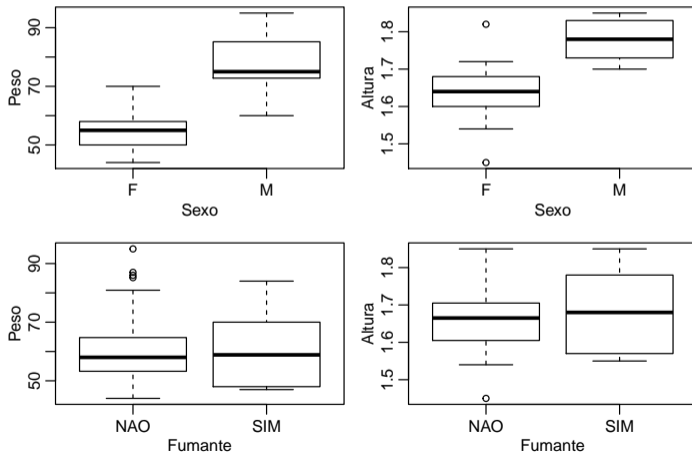 Peso
50
70
90
F
M
Sexo
Altura
1.5
1.6
1.7
1.8
F
M
Sexo
Peso
50
70
90
NAO
SIM
Fumante
Altura
1.5
1.6
1.7
1.8
NAO
SIM
Fumante